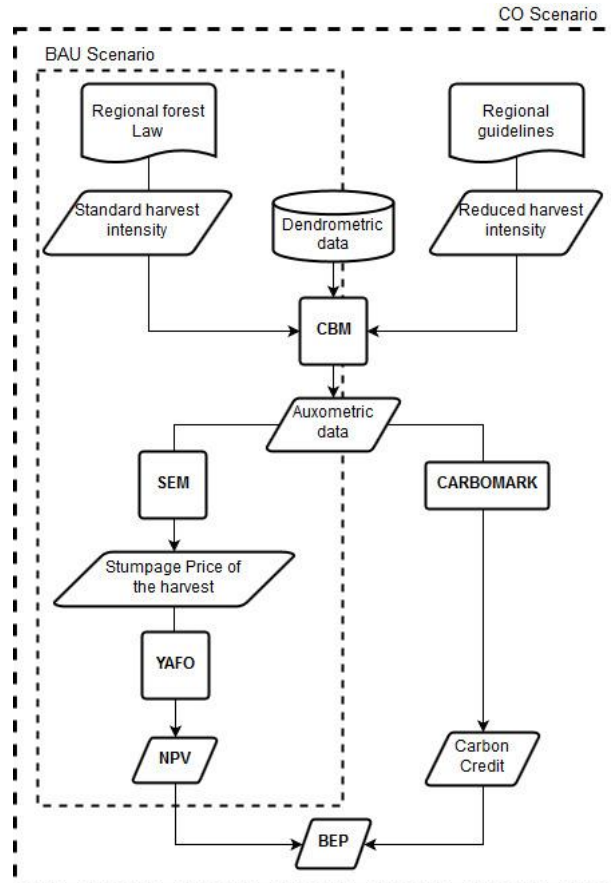 CO Scenario
BAU Scenario
Regional forest
Law
Regional
guidelines
Standard harvest
intensity
Dendrometric
data
Reduced harvest
intensity
CBM
Auxometric
data
SEM
CARBOMARK
Stumpage Price of
the harvest
YAFO
NPV
Carbon
Credit
BEP